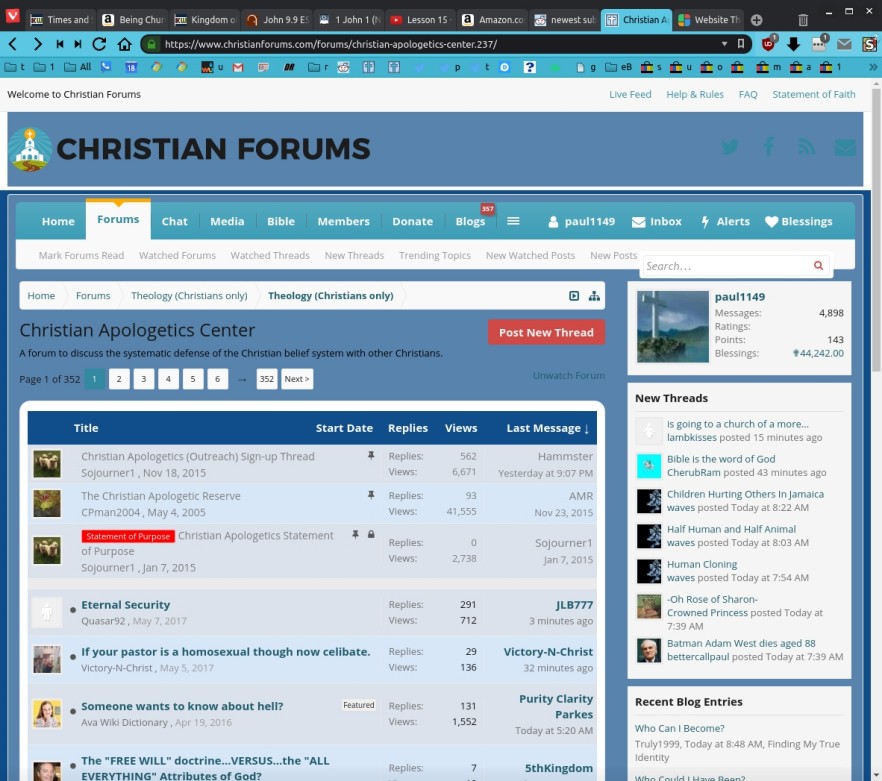 Times and
Being Chur
Kingdom of
John 9.9 ES
1 John 1 (N
Lesson 15
Amazon.co
newest sub
Christian A
Website Th
https://www.christianforums.com/forums/christian-apologetics-center.237/
t 1 All 18 u r p t g eB s u o m a 1
Welcome to Christian Forums
Live Feed Help & Rules FAQ Statement of Faith
CHRISTIAN FORUMS
Home Forums Chat Media Bible Members Donate Blogs 357 paul1149 Inbox Alerts Blessings
Mark Forums Read Watched Forums Watched Threads New Threads Trending Topics New Watched Posts New Posts
Search...
Home Forums Theology (Christians only) Theology (Christians only)
Christian Apologetics Center
Post New Thread
A forum to discuss the systematic defense of the Christian belief system with other Christians.
Page 1 of 352 1 2 3 4 5 6 → 352 Next >
Unwatch Forum
Title Start Date Replies Views Last Message ↓
Christian Apologetics (Outreach) Sign-up Thread
Sojourner1 , Nov 18, 2015
Replies: 562
Views: 6,671
Hammster
Yesterday at 9:07 PM
The Christian Apologetic Reserve
CPman2004 , May 4, 2005
Replies: 93
Views: 41,555
AMR
Nov 23, 2015
Statement of Purpose Christian Apologetics Statement
of Purpose
Sojourner1 , Jan 7, 2015
Replies: 0
Views: 2,738
Sojourner1
Jan 7, 2015
Eternal Security
Quasar92 , May 7, 2017
Replies: 291
Views: 712
JLB777
3 minutes ago
If your pastor is a homosexual though now celibate.
Victory-N-Christ , May 5, 2017
Replies: 29
Views: 136
Victory-N-Christ
32 minutes ago
Someone wants to know about hell?
Featured
Ava Wiki Dictionary , Apr 19, 2016
Replies: 131
Views: 1,552
Purity Clarity
Parkes
Today at 5:20 AM
The "FREE WILL" doctrine...VERSUS...the "ALL
EVERYTHING" Attributes of God?
Replies: 7
5thKingdom
paul1149
Messages: 4,898
Ratings:
Points: 143
Blessings: 44,242.00
New Threads
is going to a church of a more...
lambkisses posted 15 minutes ago
Bible is the word of God
CherubRam posted 43 minutes ago
Children Hurting Others In Jamaica
waves posted Today at 8:22 AM
Half Human and Half Animal
waves posted Today at 8:03 AM
Human Cloning
waves posted Today at 7:54 AM
-Oh Rose of Sharon-
Crowned Princess posted Today at
7:39 AM
Batman Adam West dies aged 88
bettercallpaul posted Today at 7:39 AM
Recent Blog Entries
Who Can I Become?
Truly1999, Today at 8:48 AM, Finding My True
Identity
Who Could I Have Been?